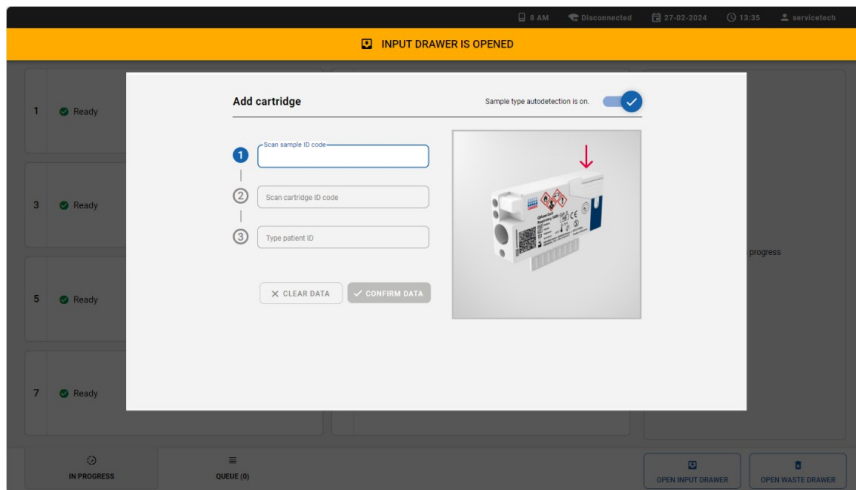 8 AM Disconnected 27-02-2024 13:35 servicetech
INPUT DRAWER IS OPENED
Add cartridge
Sample type autodetection is on.
1 Ready
1 Scan sample ID code
2 Scan cartridge ID code
3 Ready
3 Type patient ID
progress
5 Ready
CLEAR DATA
CONFIRM DATA
7 Ready
IN PROGRESS
QUEUE (0)
OPEN INPUT DRAWER
OPEN WASTE DRAWER